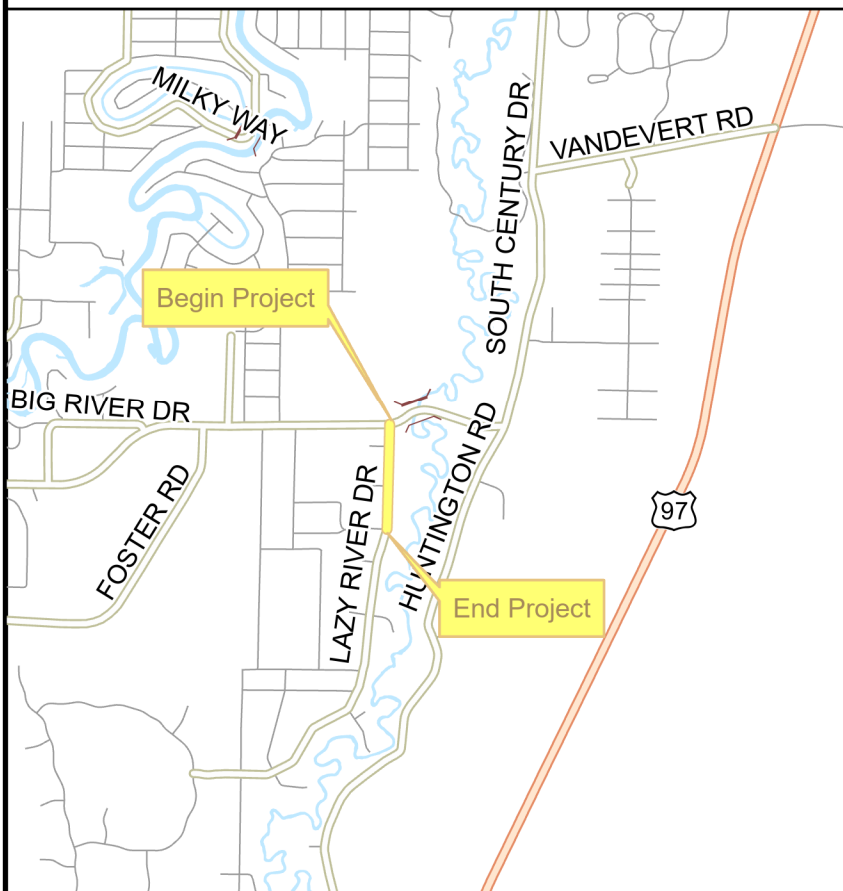 MILKY WAY
SOUTH CENTURY DR
VANDEVERT RD
Begin Project
BIG RIVER DR
FOSTER RD
LAZY RIVER DR
HUNTINGTON RD
97
End Project